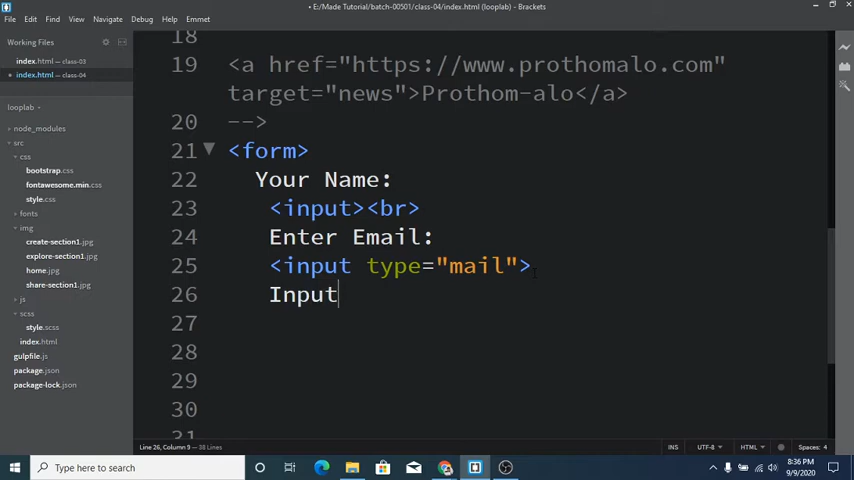 • E:/Made Tutorial/batch-00501/class-04/index.html (looplab) - Brackets
File Edit Find View Navigate Debug Help Emmet
Working Files
index.html — class-03
• index.html — class-04
looplab
node_modules
src
css
bootstrap.css
fontawesome.min.css
style.css
fonts
img
create-section1.jpg
explore-section1.jpg
home.jpg
share-section1.jpg
js
scss
style.css
index.html
gulpfile.js
package.json
package-lock.json
18
19 <a href="https://www.prothomalo.com"
target="news">Prothom-alo</a>
20 -->
21 <form>
22 Your Name:
23 <input><br>
24 Enter Email:
25 <input type="mail">
26 Input
27
28
29
30
31
Line 26, Column 9 — 38 Lines
INS UTF-8 HTML Spaces: 4
Type here to search
8:36 PM
9/9/2020